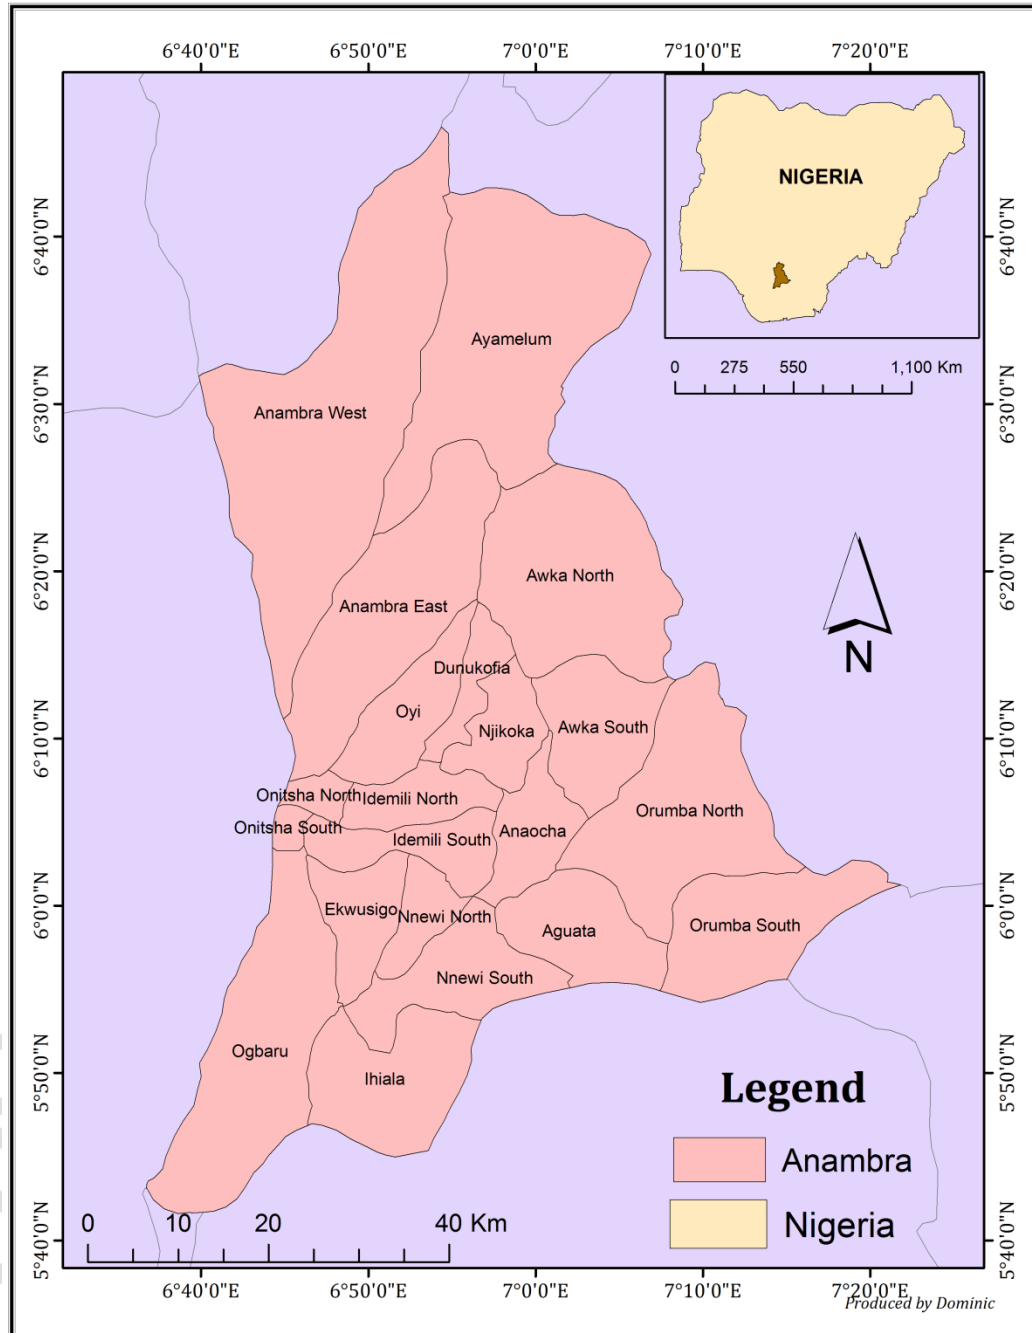 6°40'0"E 6°50'0"E 7°0'0"E 7°10'0"E 7°20'0"E
NIGERIA
0 275 550 1,100 Km
6°40'0"N 6°40'0"N
6°30'0"N 6°30'0"N
6°20'0"N 6°20'0"N
6°10'0"N 6°10'0"N
6°0'0"N 6°0'0"N
5°50'0"N 5°50'0"N
5°40'0"N 5°40'0"N
Ayamelum
Anambra West
Awka North
Anambra East
N
Dunukofia
Oyi
Njikoka
Awka South
Onitsha North
Idemili North
Orumba North
Onitsha South
Anaocha
Idemili South
Ekwusigo
Nnewi North
Aguata
Orumba South
Nnewi South
Ogbaru
Ihiala
Legend
Anambra
Nigeria
0 10 20 40 Km
6°40'0"E 6°50'0"E 7°0'0"E 7°10'0"E 7°20'0"E
Produced by Dominic